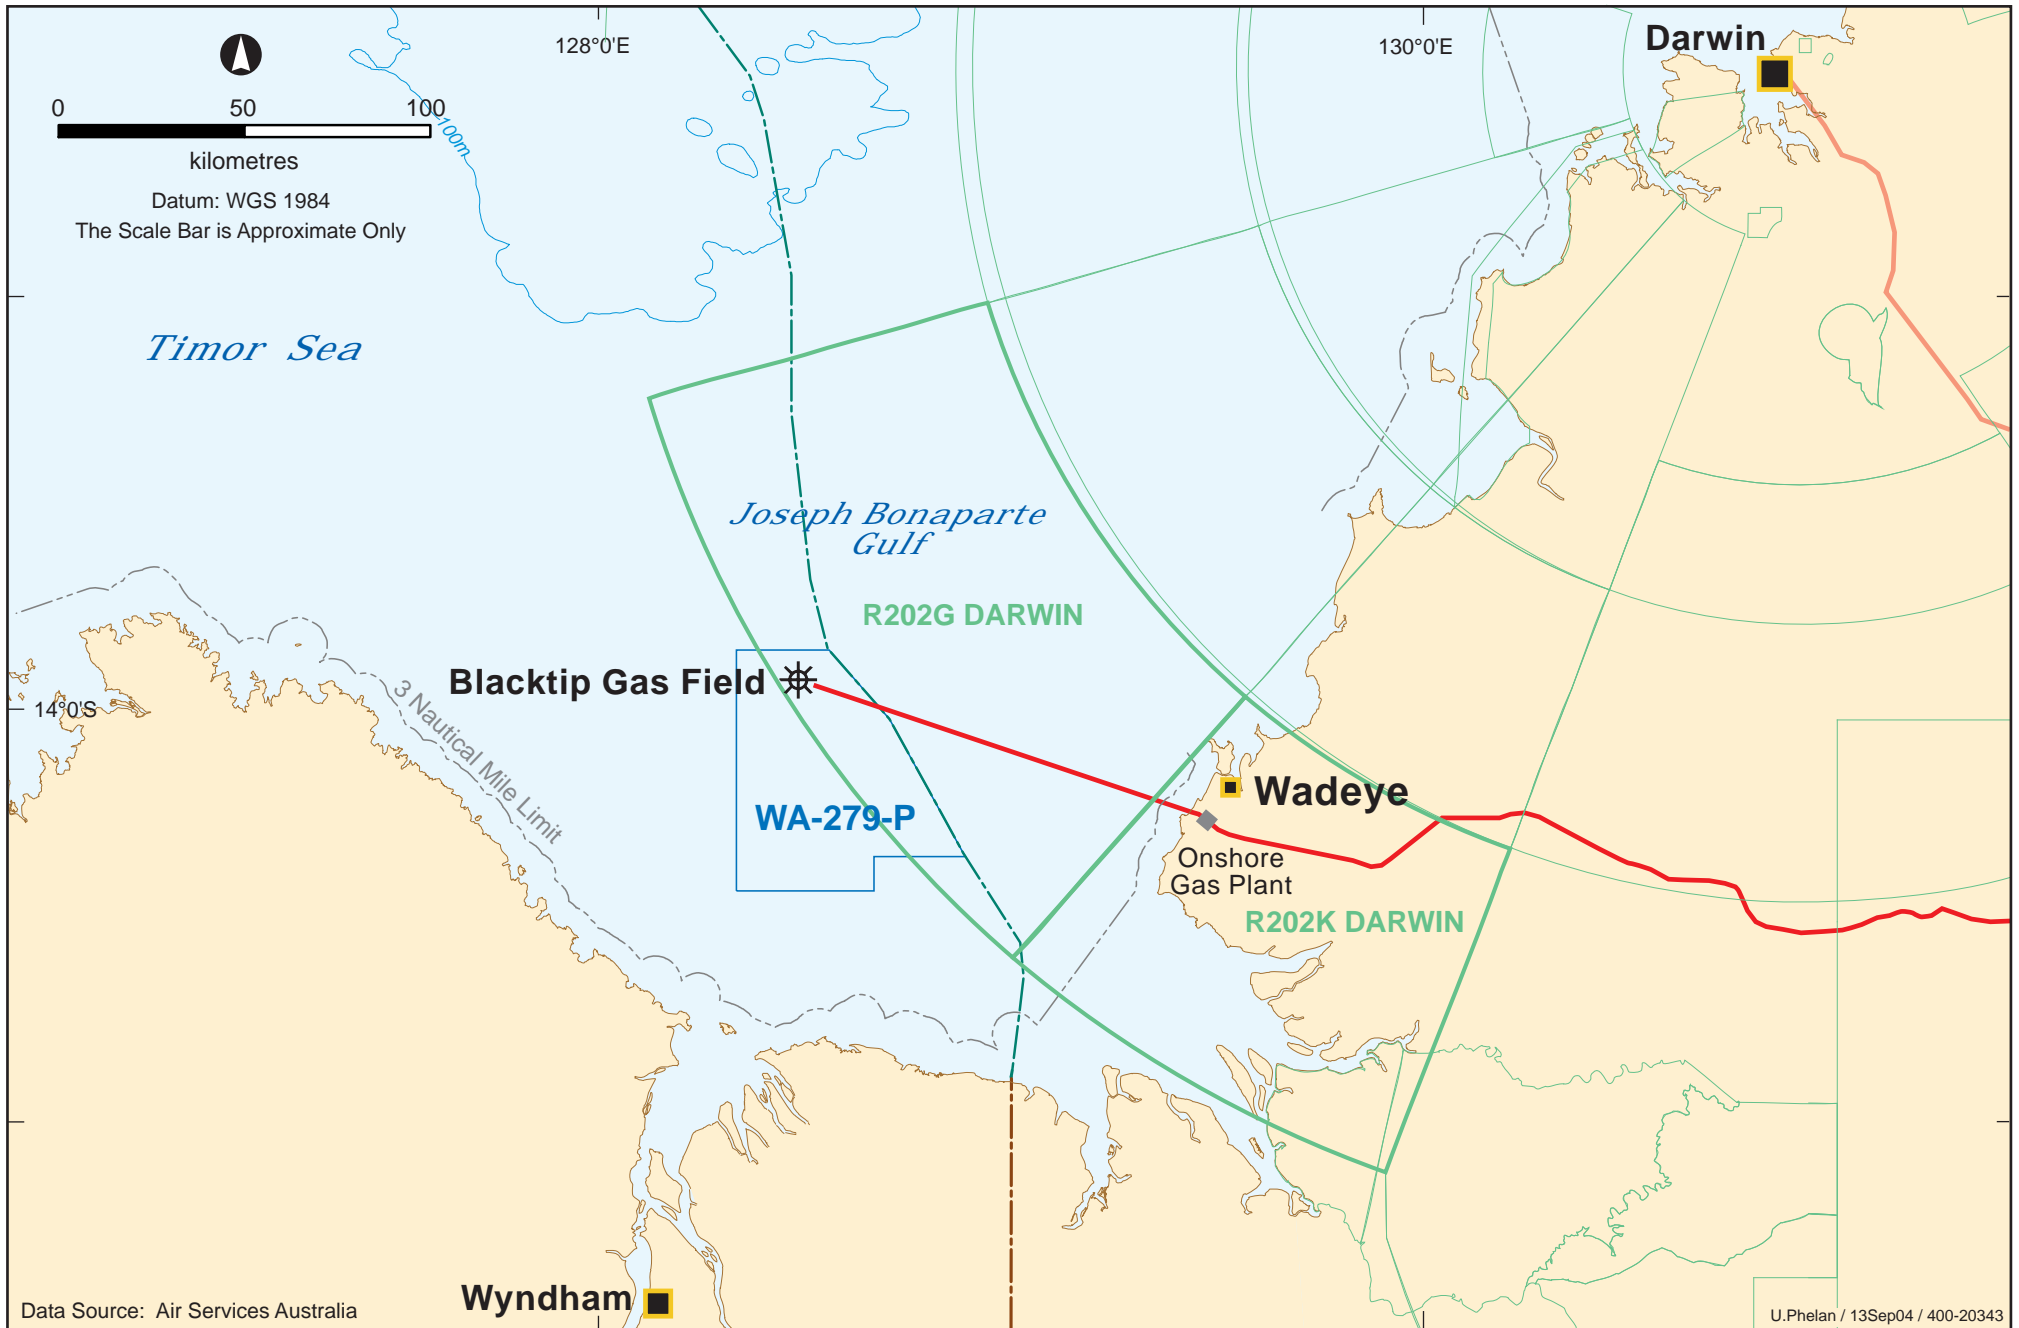 128°0'E
130°0'E
Darwin
0 50 100
kilometres
Datum: WGS 1984
The Scale Bar is Approximate Only
100m
Timor Sea
Joseph Bonaparte
Gulf
R202G DARWIN
Blacktip Gas Field
14°0'S
3 Nautical Mile Limit
WA-279-P
Wadeye
Onshore
Gas Plant
R202K DARWIN
Wyndham
Data Source: Air Services Australia
U.Phelan / 13Sep04 / 400-20343